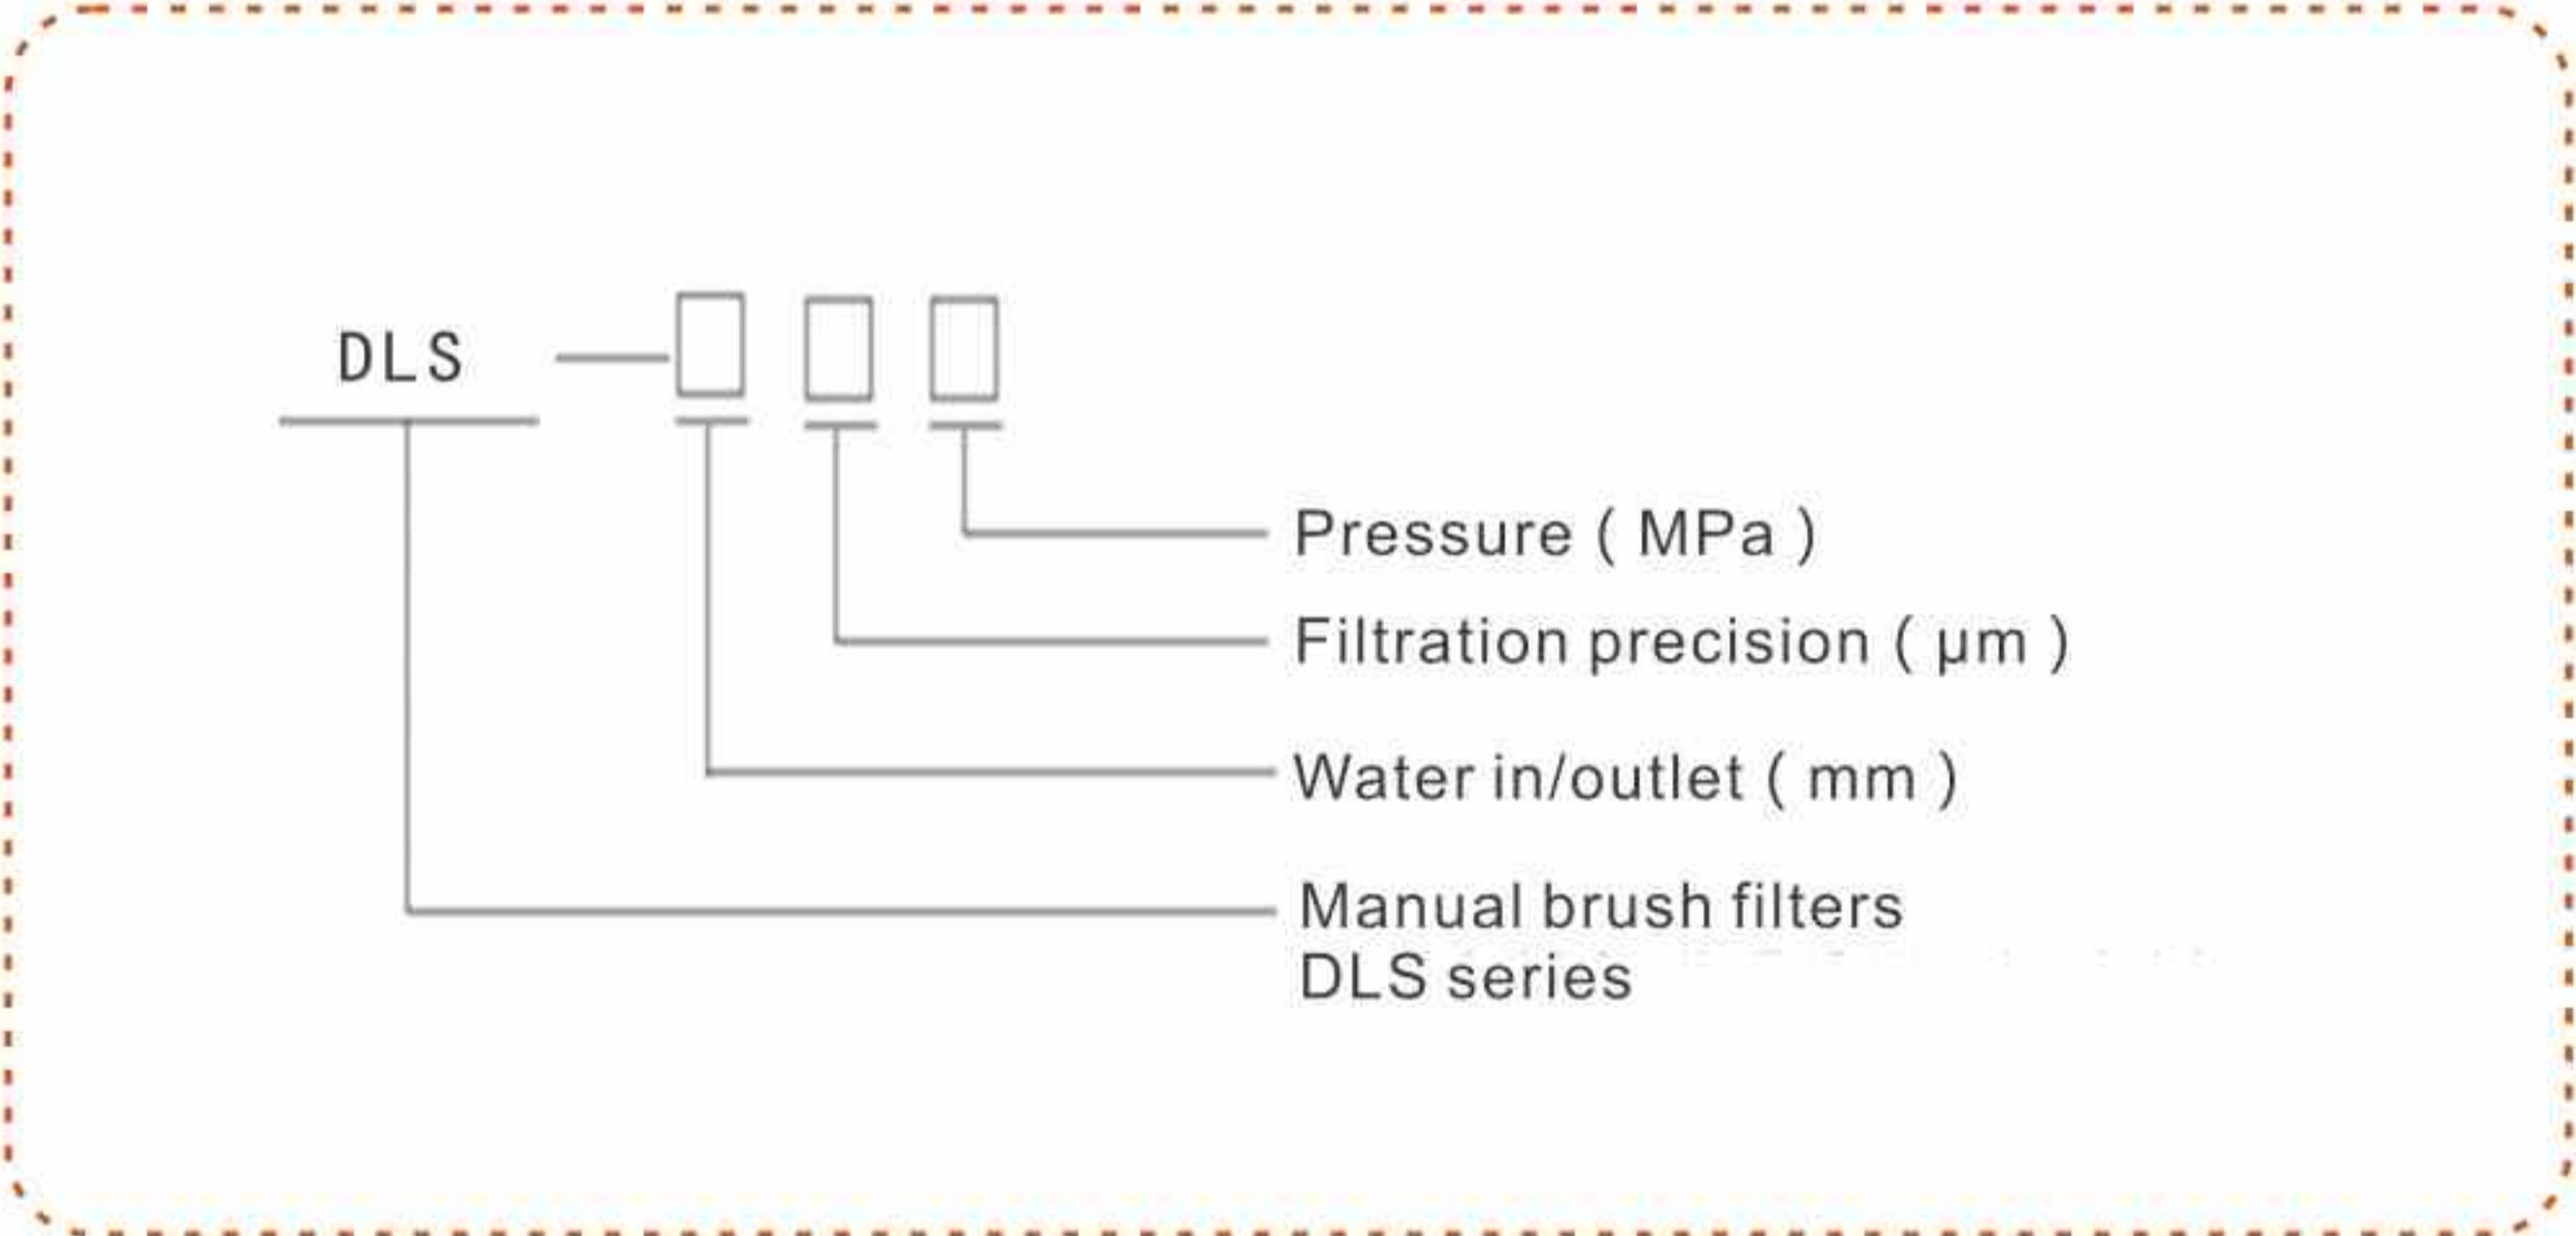 DLS
Pressure ( MPa )
Filtration precision ( μm )
Water in/outlet ( mm )
Manual brush filters
DLS series